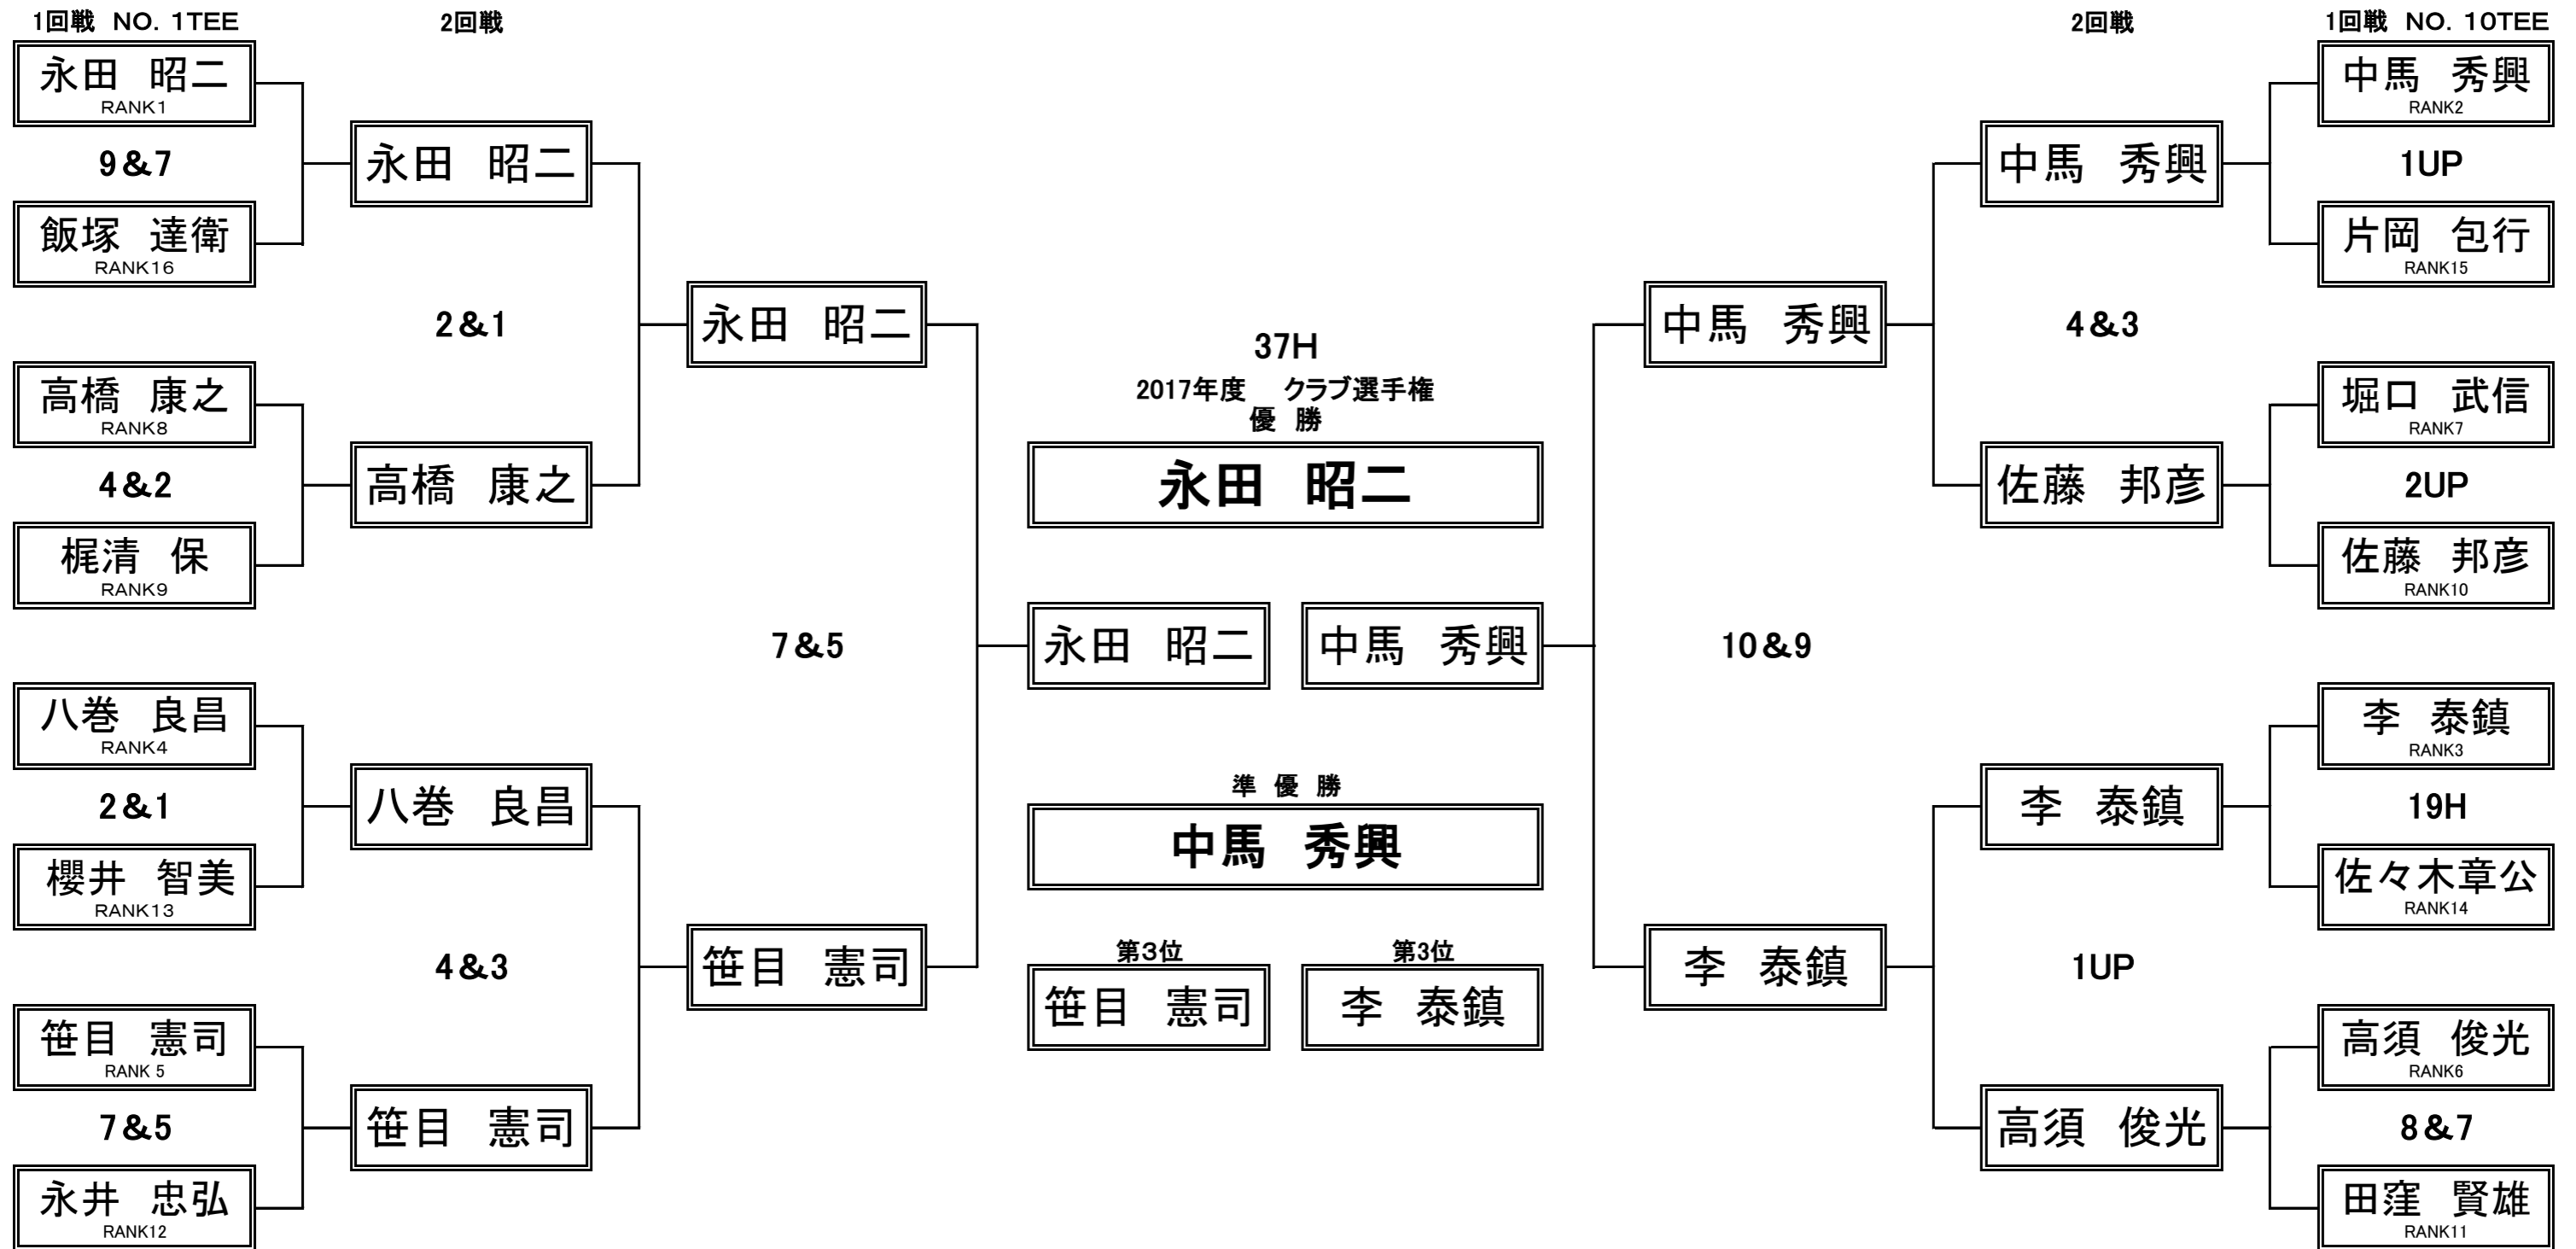 1回戦 NO. 1TEE
2回戦
2回戦
1回戦 NO. 10TEE
永田 昭二
RANK1
9&7
飯塚 達衛
RANK16
高橋 康之
RANK8
4&2
梶清 保
RANK9
八巻 良昌
RANK4
2&1
櫻井 智美
RANK13
笹目 憲司
RANK 5
7&5
永井 忠弘
RANK12
永田 昭二
2&1
高橋 康之
八巻 良昌
4&3
笹目 憲司
永田 昭二
7&5
笹目 憲司
37H
2017年度 クラブ選手権
優 勝
永田 昭二
永田 昭二
中馬 秀興
準 優 勝
中馬 秀興
第3位
第3位
笹目 憲司
李 泰鎮
中馬 秀興
10&9
李 泰鎮
中馬 秀興
4&3
佐藤 邦彦
李 泰鎮
1UP
高須 俊光
中馬 秀興
RANK2
1UP
片岡 包行
RANK15
堀口 武信
RANK7
2UP
佐藤 邦彦
RANK10
李 泰鎮
RANK3
19H
佐々木章公
RANK14
高須 俊光
RANK6
8&7
田窪 賢雄
RANK11